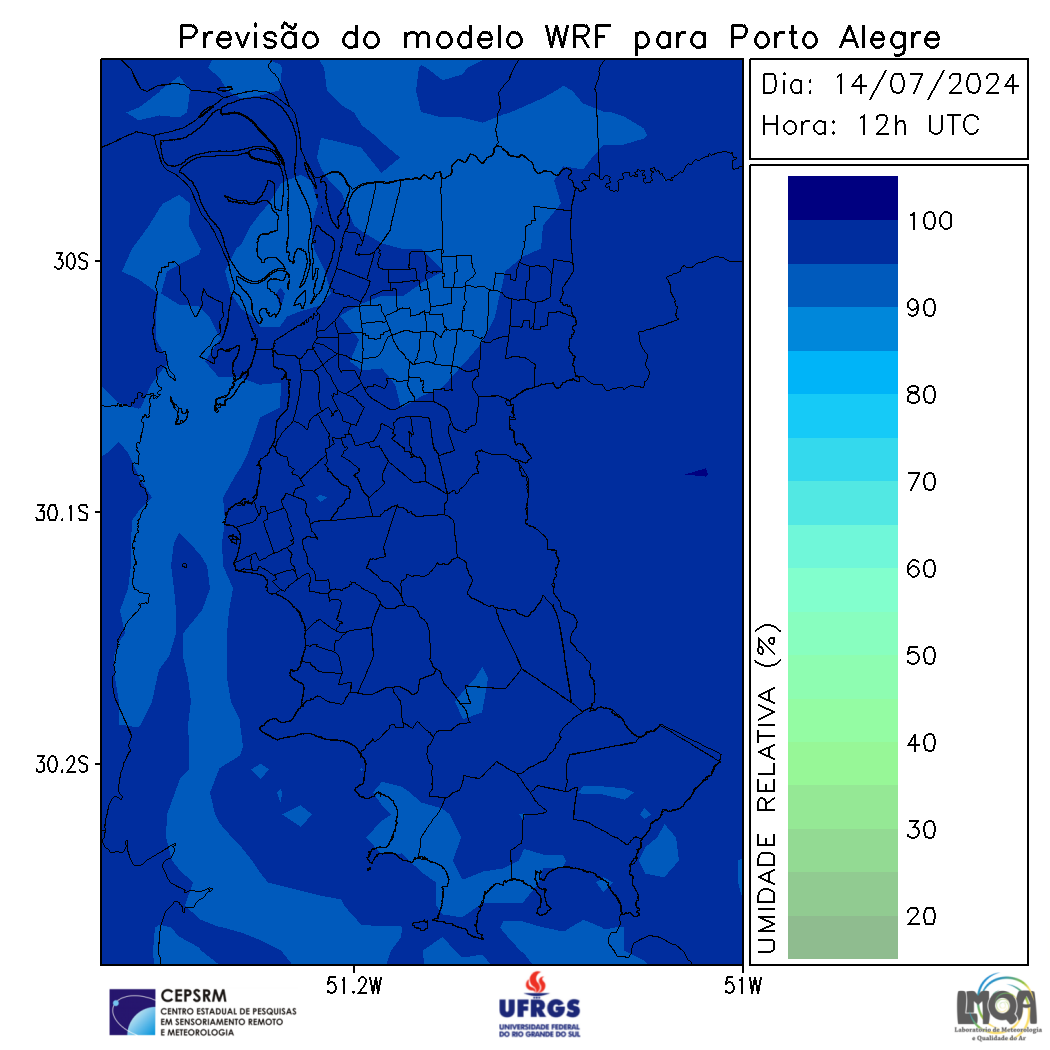 Previsão do modelo WRF para Porto Alegre
Dia: 14/07/2024
Hora: 12h UTC
100
90
80
70
60
50
40
30
20
UMIDADE RELATIVA (%)
30S
30.1S
30.2S
51.2W
51W
CEPSRM
CENTRO ESTADUAL DE PESQUISAS
EM SENSORIAMENTO REMOTO
E METEOROLOGIA
UFRGS
UNIVERSIDADE FEDERAL
DO RIO GRANDE DO SUL
LMQA
Laboratório de Meteorologia
e Qualidade do Ar